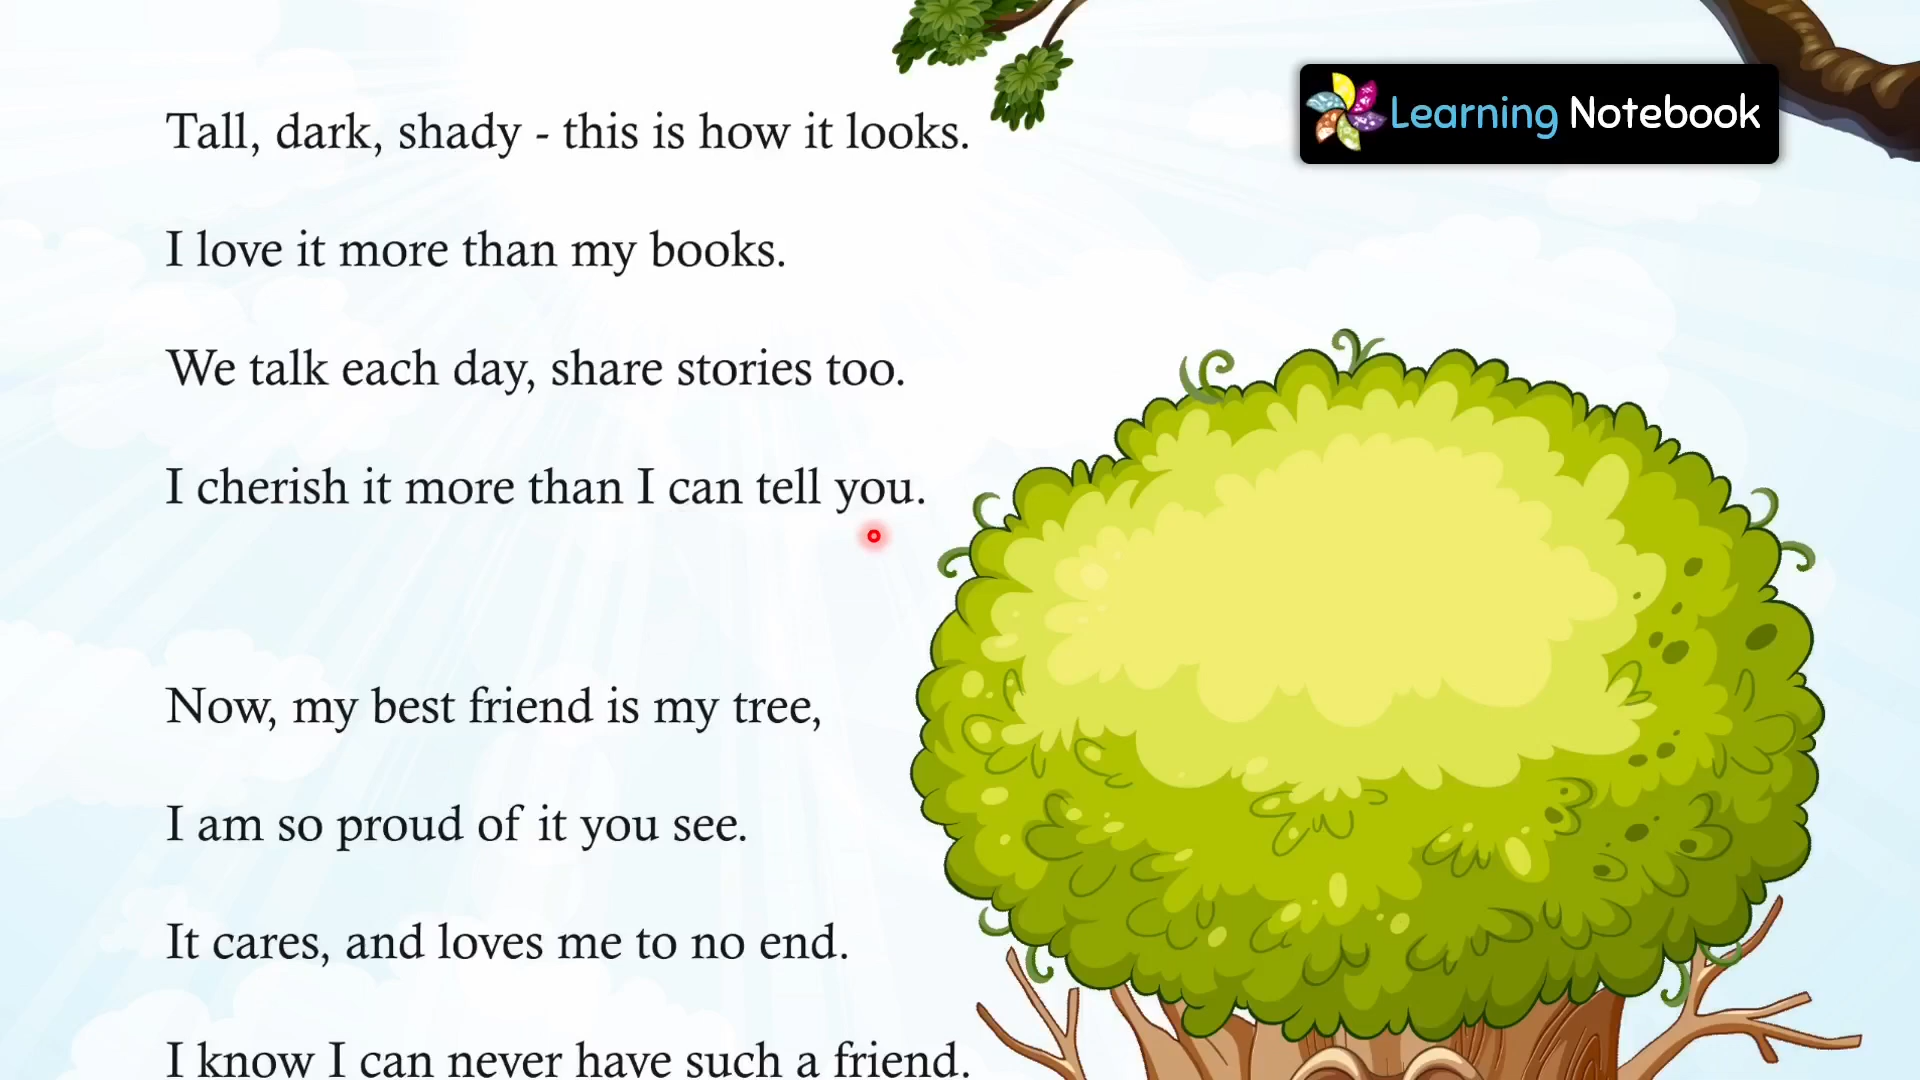 Learning Notebook
Tall, dark, shady - this is how it looks.
I love it more than my books.
We talk each day, share stories too.
I cherish it more than I can tell you.
Now, my best friend is my tree,
I am so proud of it you see.
It cares, and loves me to no end.
I know I can never have such a friend.